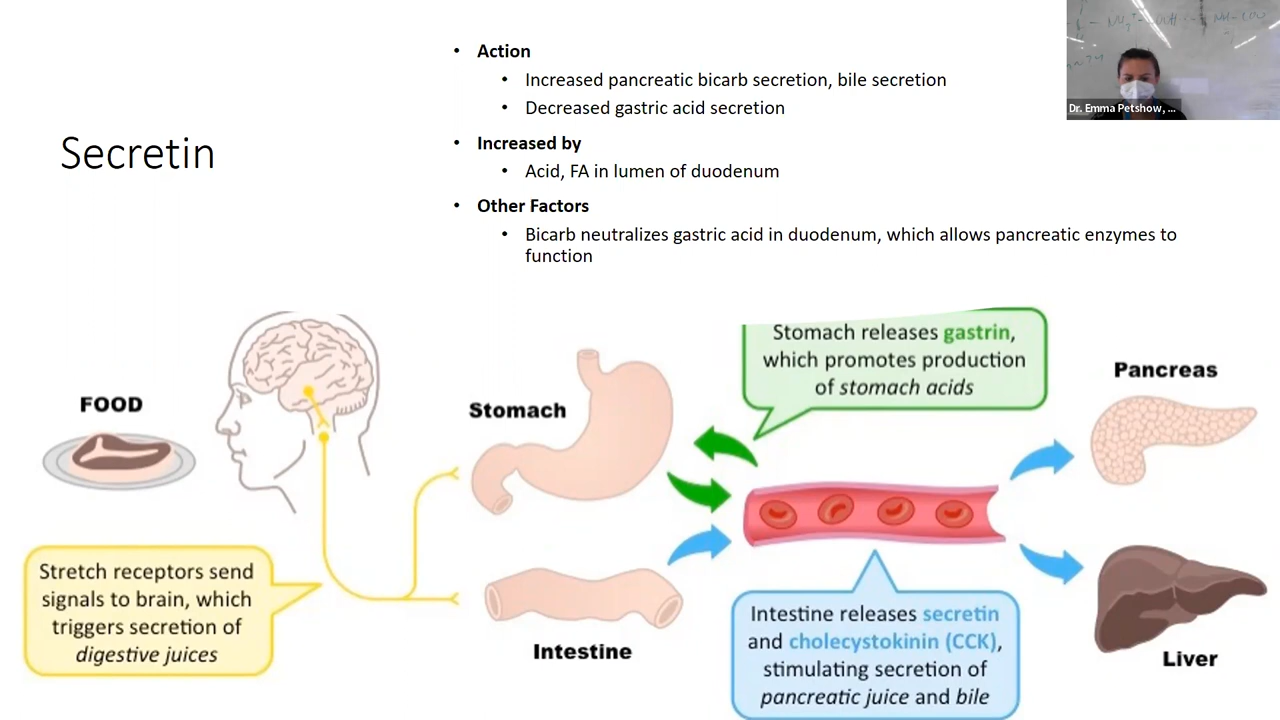 Secretin
• Action
• Increased pancreatic bicarb secretion, bile secretion
• Decreased gastric acid secretion
• Increased by
• Acid, FA in lumen of duodenum
• Other Factors
• Bicarb neutralizes gastric acid in duodenum, which allows pancreatic enzymes to
function
Dr. Emma Petshow, ...
FOOD
Stretch receptors send
signals to brain, which
triggers secretion of
digestive juices
Stomach
Intestine
Stomach releases gastrin,
which promotes production
of stomach acids
Intestine releases secretin
and cholecystokinin (CCK),
stimulating secretion of
pancreatic juice and bile
Pancreas
Liver